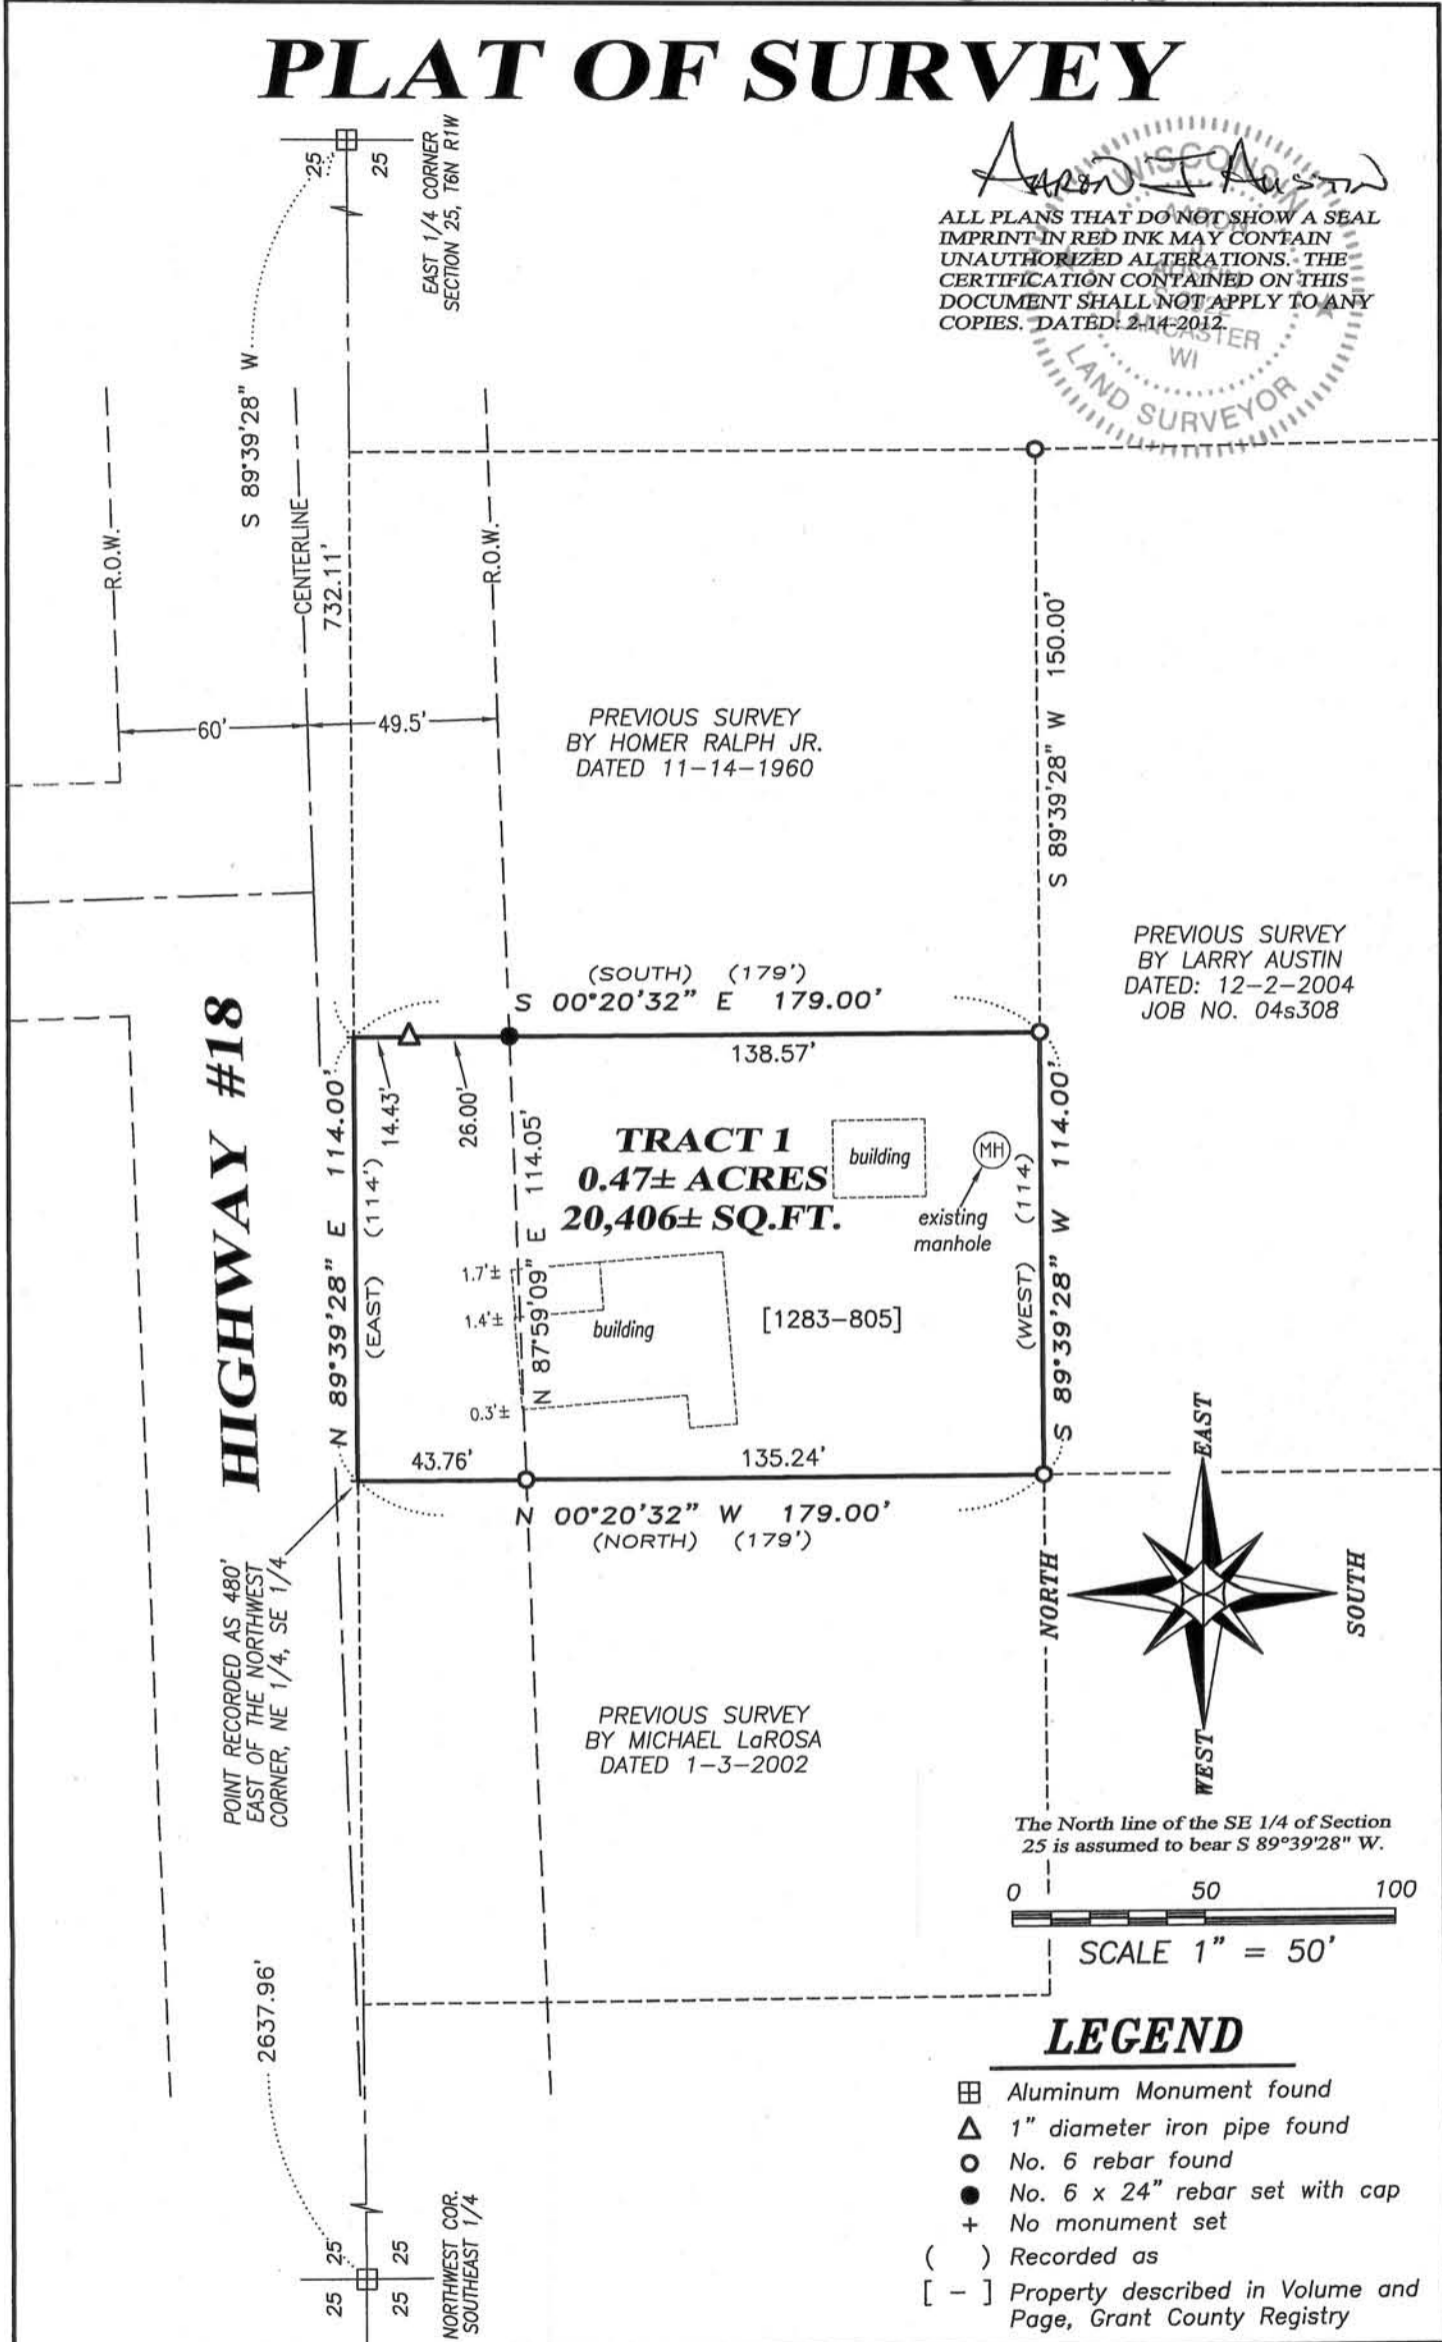 PLAT OF SURVEY
AARON J AUSTIN
WISCONSIN
AARON
J
AUSTIN
LANCASTER
WI
LAND SURVEYOR
ALL PLANS THAT DO NOT SHOW A SEAL
IMPRINT IN RED INK MAY CONTAIN
UNAUTHORIZED ALTERATIONS. THE
CERTIFICATION CONTAINED ON THIS
DOCUMENT SHALL NOT APPLY TO ANY
COPIES. DATED: 2-14-2012.
25
25
EAST 1/4 CORNER
SECTION 25, T6N R1W
S 89°39'28" W
732.11'
R.O.W.
CENTERLINE
R.O.W.
60'
49.5'
PREVIOUS SURVEY
BY HOMER RALPH JR.
DATED 11-14-1960
S 89°39'28" W 150.00'
PREVIOUS SURVEY
BY LARRY AUSTIN
DATED: 12-2-2004
JOB NO. 04s308
(SOUTH) (179')
S 00°20'32" E 179.00'
138.57'
14.43'
26.00'
HIGHWAY #18
N 89°39'28" E 114.00'
(EAST) (114')
N 87°59'09" E 114.05'
TRACT 1
0.47± ACRES
20,406± SQ.FT.
building
MH
existing
manhole
(WEST) (114)
S 89°39'28" W 114.00'
1.7'±
1.4'±
0.3'±
building
[1283-805]
43.76'
135.24'
N 00°20'32" W 179.00'
(NORTH) (179')
POINT RECORDED AS 480'
EAST OF THE NORTHWEST
CORNER, NE 1/4, SE 1/4
PREVIOUS SURVEY
BY MICHAEL LaROSA
DATED 1-3-2002
EAST
NORTH
SOUTH
WEST
The North line of the SE 1/4 of Section
25 is assumed to bear S 89°39'28" W.
0 50 100
SCALE 1" = 50'
2637.96'
25
25
25
25
NORTHWEST COR.
SOUTHEAST 1/4
LEGEND
Aluminum Monument found
1" diameter iron pipe found
No. 6 rebar found
No. 6 x 24" rebar set with cap
+ No monument set
( ) Recorded as
[ - ] Property described in Volume and
Page, Grant County Registry